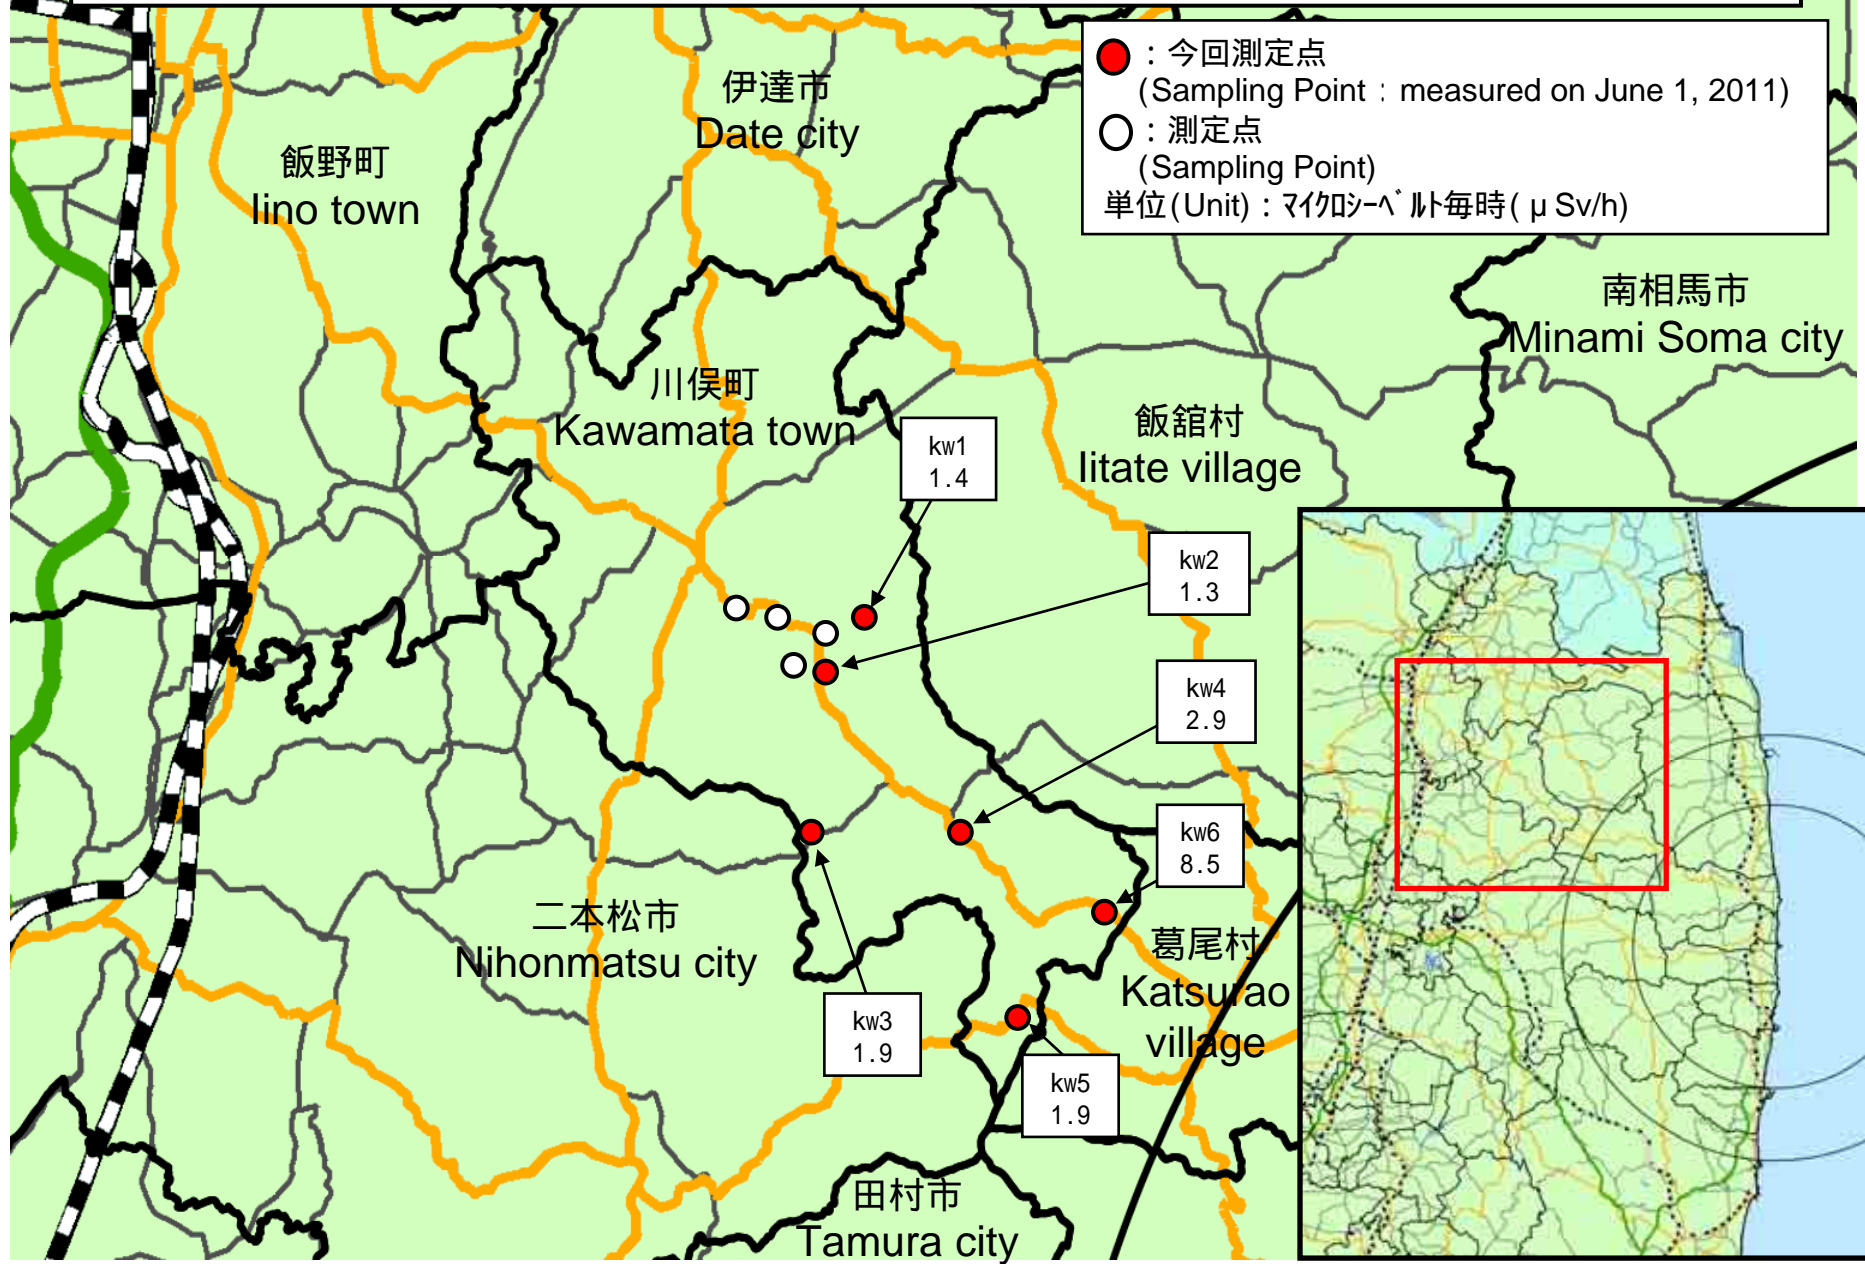 ●：今回測定点
(Sampling Point：measured on June 1, 2011)
○：測定点
(Sampling Point)
単位(Unit)：ﾏｲｸﾛｼｰﾍﾞﾙﾄ毎時( μ Sv/h)
伊達市
Date city
飯野町
Iino town
南相馬市
Minami Soma city
川俣町
Kawamata town
飯舘村
Iitate village
kw1
1.4
kw2
1.3
kw4
2.9
kw6
8.5
二本松市
Nihonmatsu city
葛尾村
Katsurao
village
kw3
1.9
kw5
1.9
田村市
Tamura city